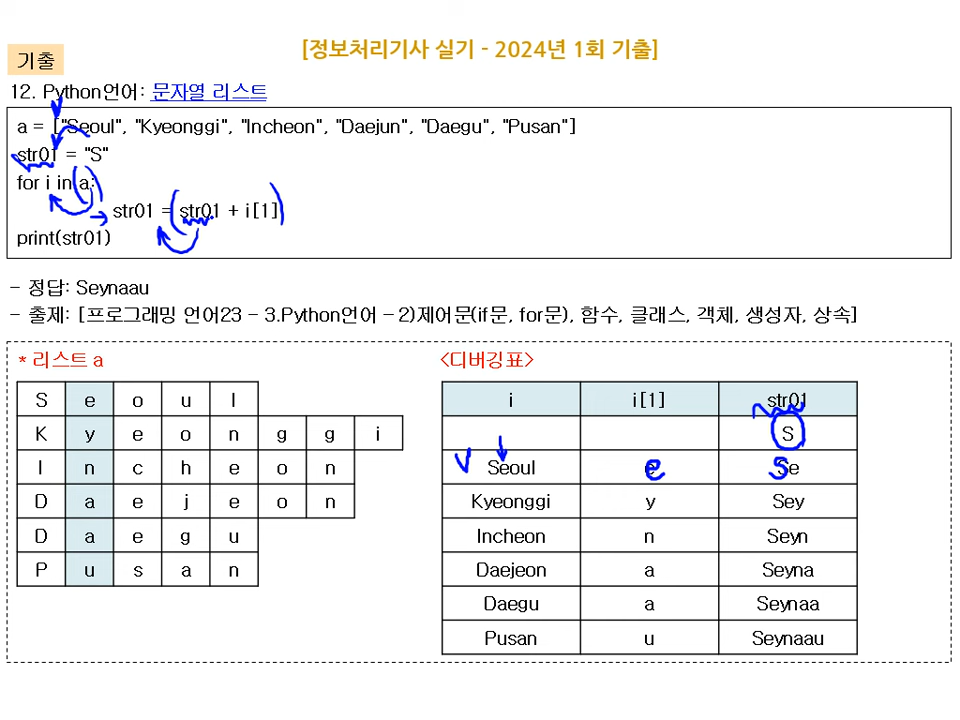 [정보처리기사 실기 - 2024년 1회 기출]
기출
12. Python언어: 문자열 리스트
a = ["Seoul", "Kyeonggi", "Incheon", "Daejun", "Daegu", "Pusan"]
str01 = "S"
for i in a:
str01 = str01 + i[1]
print(str01)
- 정답: Seynaau
- 출제: [프로그래밍 언어23 - 3.Python언어 - 2)제어문(if문, for문), 함수, 클래스, 객체, 생성자, 상속]
* 리스트 a
S e o u l
K y e o n g g i
I n c h e o n
D a e j e o n
D a e g u
P u s a n
<디버깅표>
i i[1] str01
S
Seoul e Se
Kyeonggi y Sey
Incheon n Seyn
Daejeon a Seyna
Daegu a Seynaa
Pusan u Seynaau